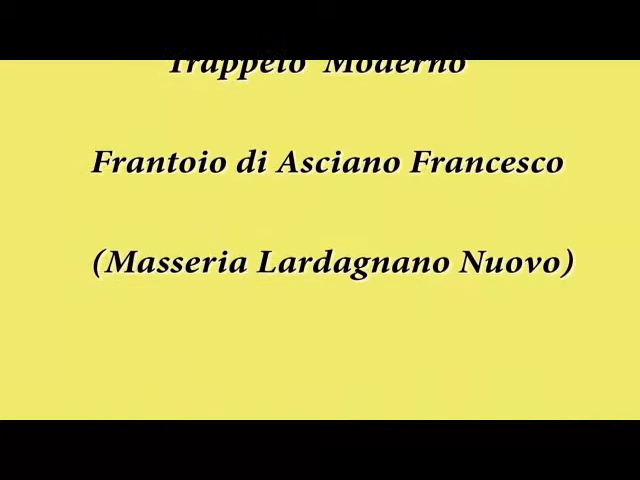 Trappeto Moderno
Frantoio di Asciano Francesco
(Masseria Lardagnano Nuovo)